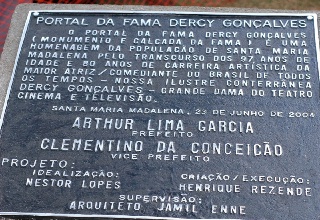 PORTAL DA FAMA DERCY GONÇALVES
O PORTAL DA FAMA DERCY GONÇALVES
(MONUMENTO E CALÇADA DA FAMA) É UMA
HOMENAGEM DA POPULAÇÃO DE SANTA MARIA
MADALENA PELO TRANSCURSO DOS 97 ANOS DE
IDADE E 80 ANOS DE CARREIRA ARTÍSTICA DA
MAIOR ATRIZ/COMEDIANTE DO BRASIL DE TODOS
OS TEMPOS - NOSSA ILUSTRE CONTERRÂNEA
DERCY GONÇALVES - GRANDE DAMA DO TEATRO
CINEMA E TELEVISÃO.
SANTA MARIA MADALENA, 23 DE JUNHO DE 2004
ARTHUR LIMA GARCIA
PREFEITO
CLEMENTINO DA CONCEIÇÃO
VICE PREFEITO
PROJETO:
IDEALIZAÇÃO: CRIAÇÃO/EXECUÇÃO:
NESTOR LOPES HENRIQUE REZENDE
SUPERVISÃO:
ARQUITETO JAMIL ENNE